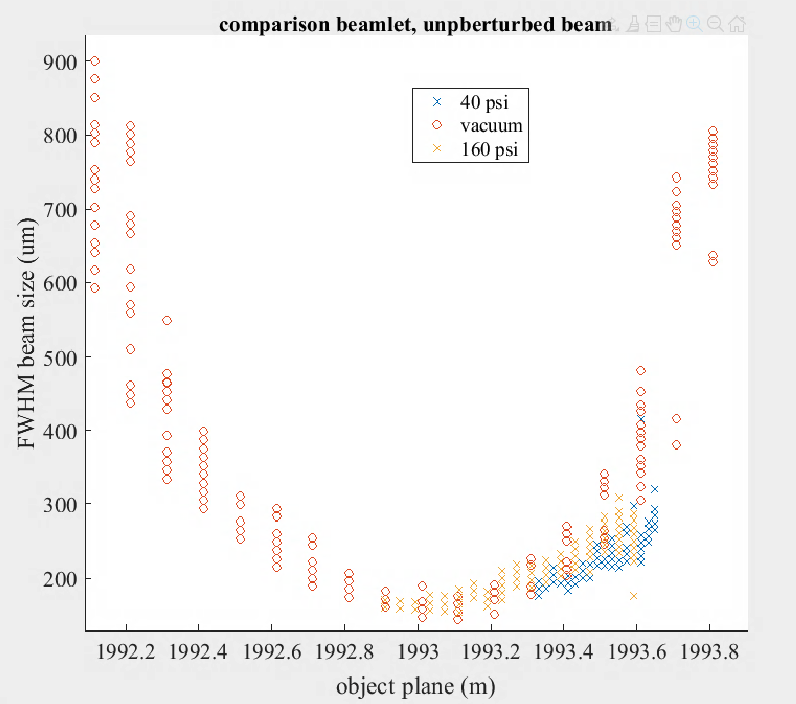 comparison beamlet, unpberturbed beam
900
800
700
600
500
400
300
200
FWHM beam size (um)
40 psi
vacuum
160 psi
1992.2 1992.4 1992.6 1992.8 1993 1993.2 1993.4 1993.6 1993.8
object plane (m)